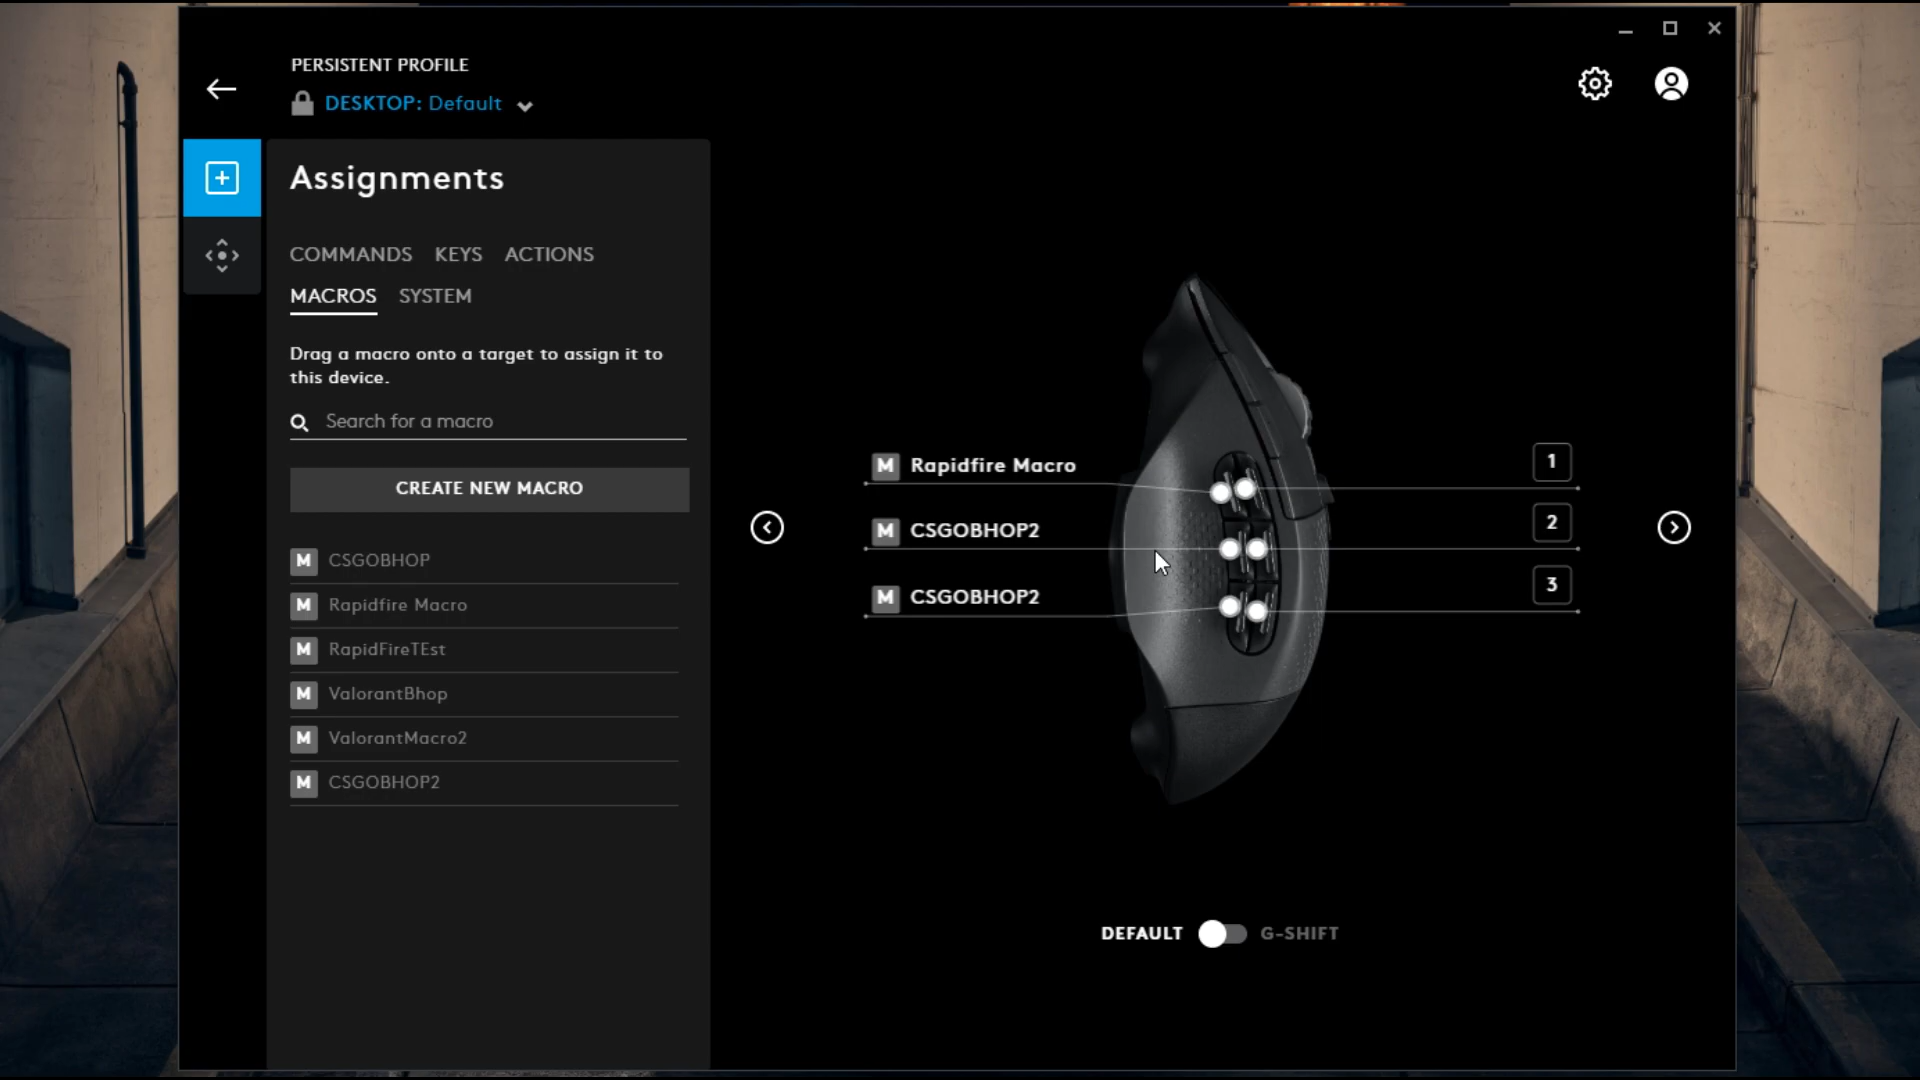 PERSISTENT PROFILE
DESKTOP: Default
Assignments
COMMANDS KEYS ACTIONS
MACROS SYSTEM
Drag a macro onto a target to assign it to
this device.
Search for a macro
CREATE NEW MACRO
M CSGOBHOP
M Rapidfire Macro
M RapidFireTEst
M ValorantBhop
M ValorantMacro2
M CSGOBHOP2
M Rapidfire Macro
1
M CSGOBHOP2
2
M CSGOBHOP2
3
DEFAULT G-SHIFT